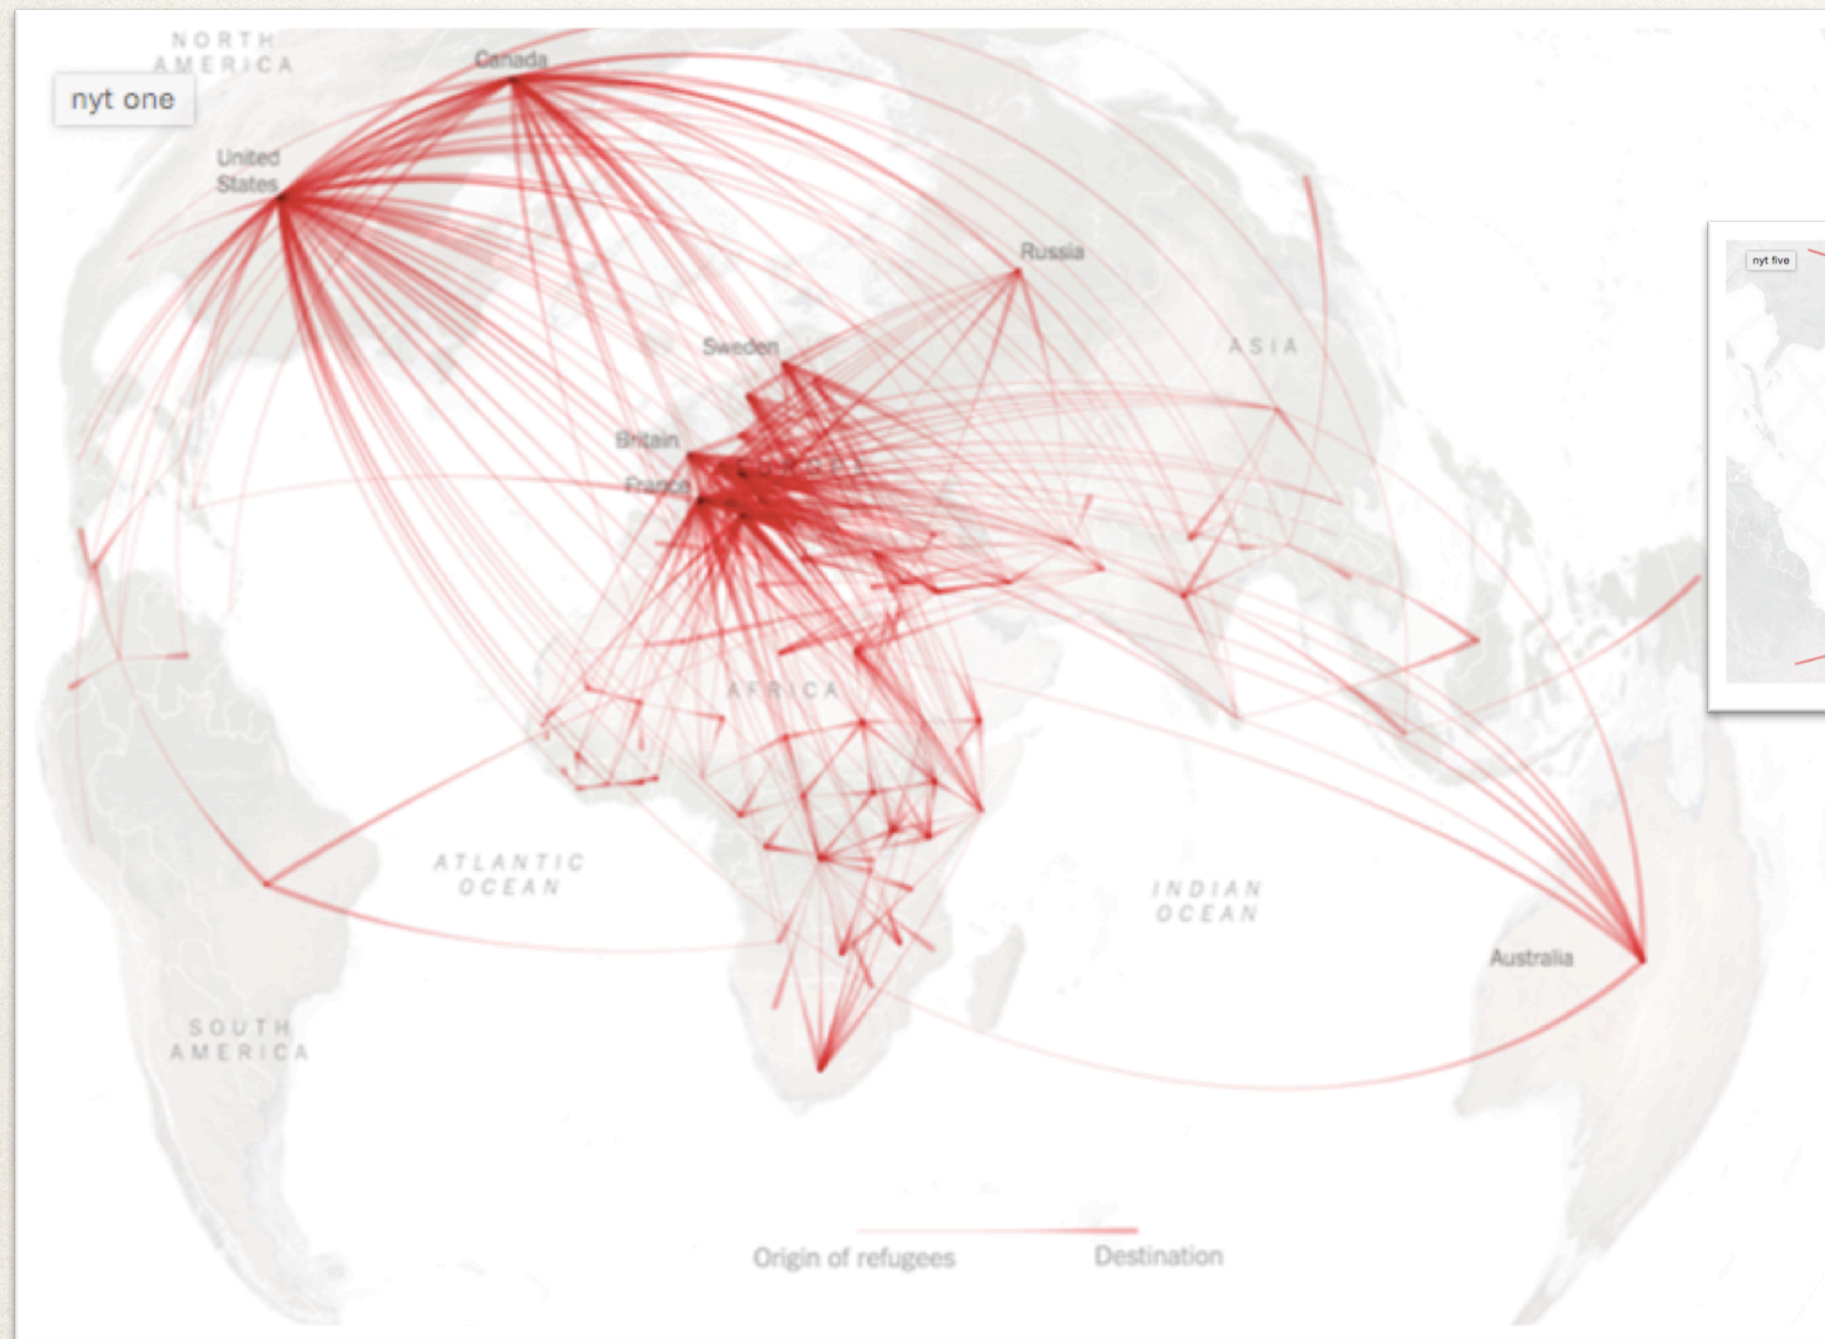 NORTH
AMERICA
nyt one
Canada
United
States
Russia
nyt five
Sweden
ASIA
Britain
France
AFRICA
ATLANTIC
OCEAN
INDIAN
OCEAN
Australia
SOUTH
AMERICA
Origin of refugees
Destination